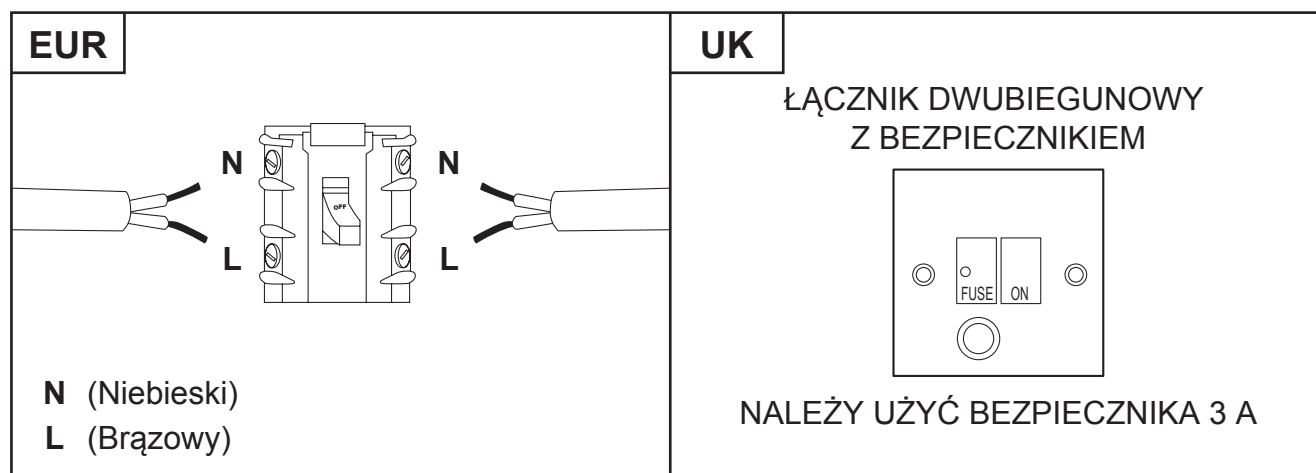 EUR
N
N
OFF
L
L
N (Niebieski)
L (Brązowy)
UK
ŁĄCZNIK DWUBIEGUNOWY
Z BEZPIECZNIKIEM
FUSE ON
NALEŻY UŻYĆ BEZPIECZNIKA 3 A